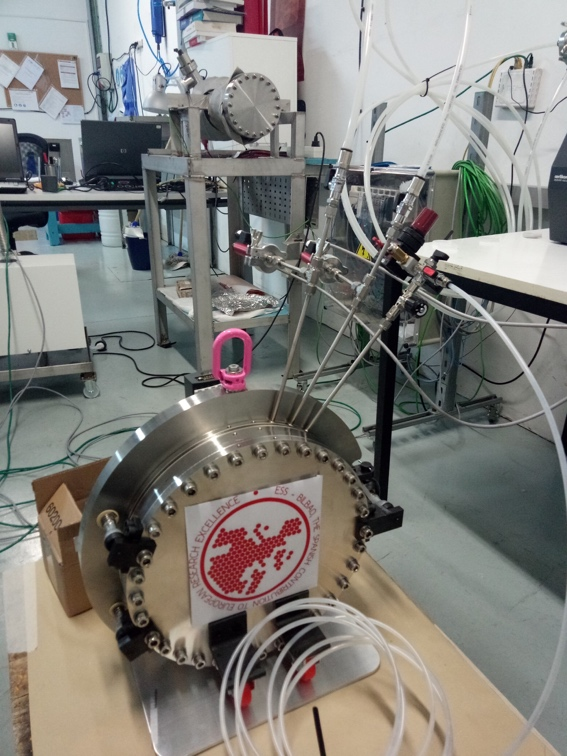 ESS - BILBAO, THE SPANISH CONTRIBUTION TO EUROPEAN RESEARCH EXCELLENCE •